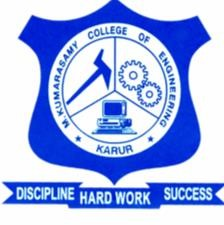 M.KUMARASAMY COLLEGE OF ENGINEERING
KARUR
DISCIPLINE HARD WORK SUCCESS